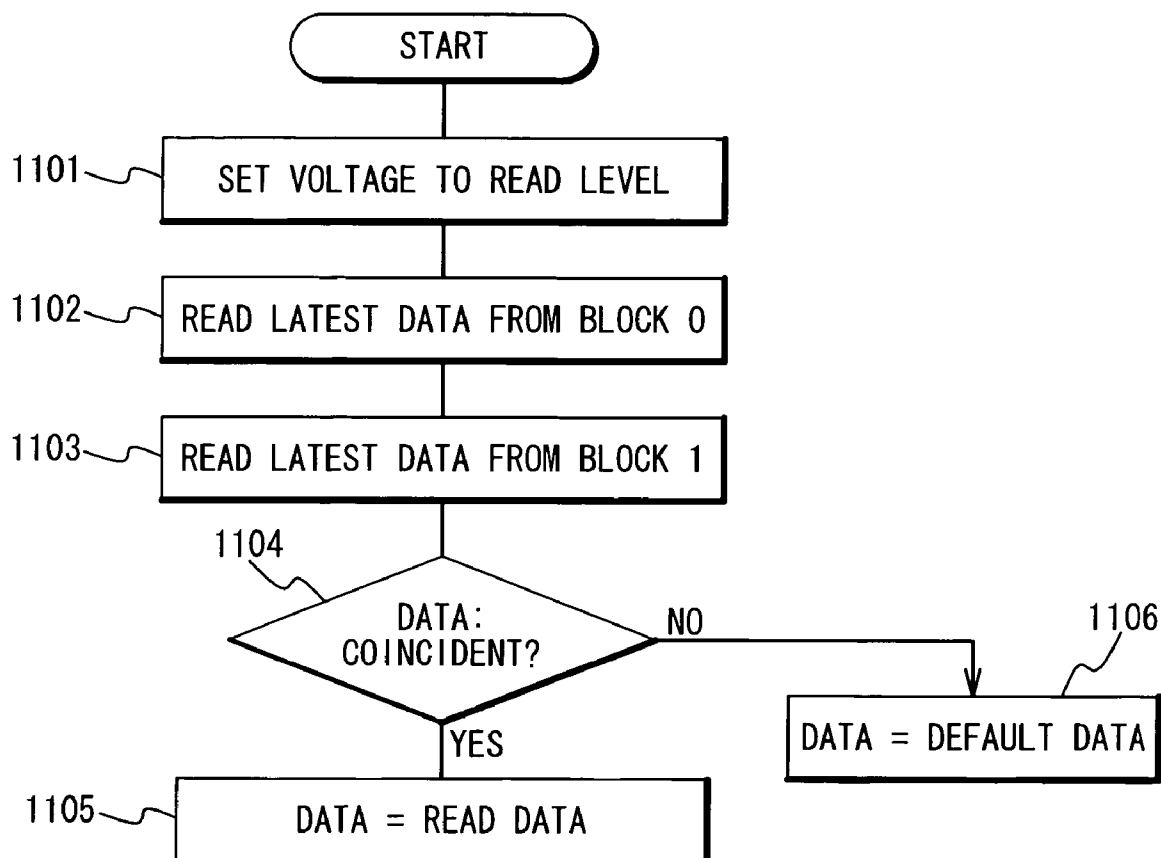 START
1101
SET VOLTAGE TO READ LEVEL
1102
READ LATEST DATA FROM BLOCK 0
1103
READ LATEST DATA FROM BLOCK 1
1104
DATA:
COINCIDENT?
NO
1106
YES
DATA = DEFAULT DATA
1105
DATA = READ DATA